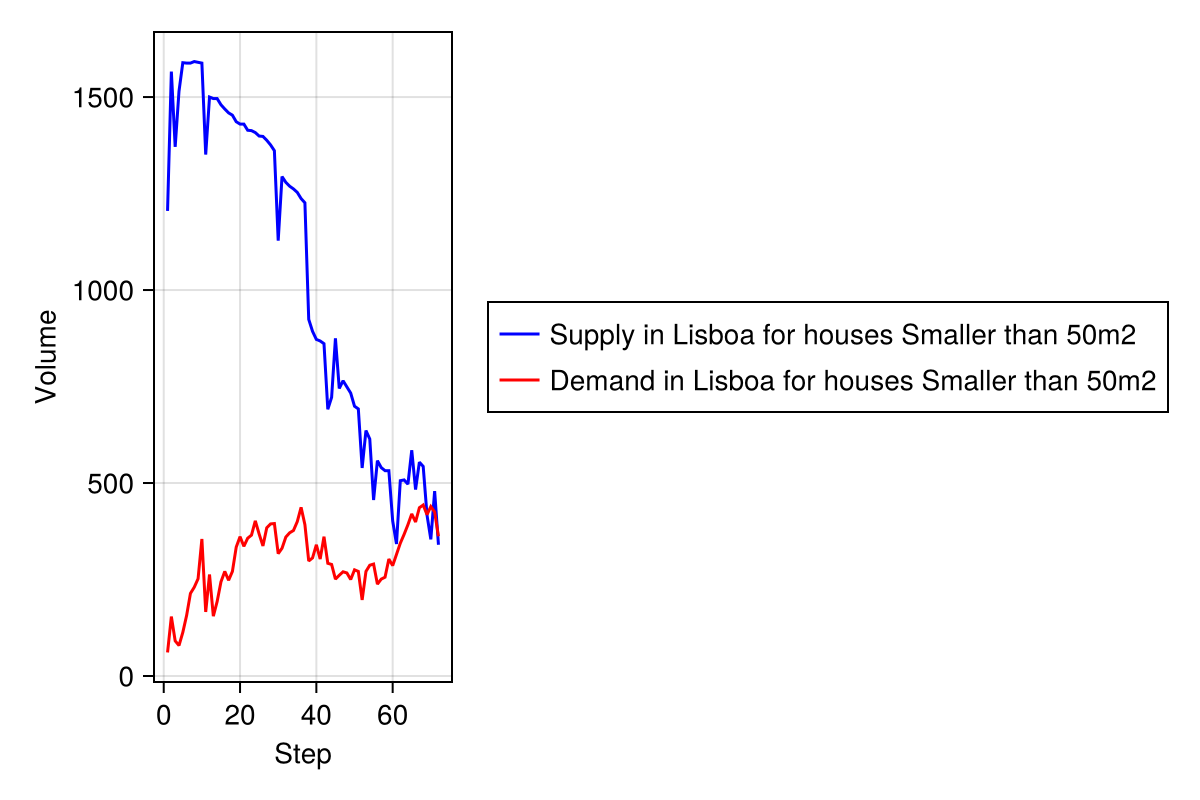 Volume
1500
1000
500
0
0 20 40 60
Step
Supply in Lisboa for houses Smaller than 50m2
Demand in Lisboa for houses Smaller than 50m2